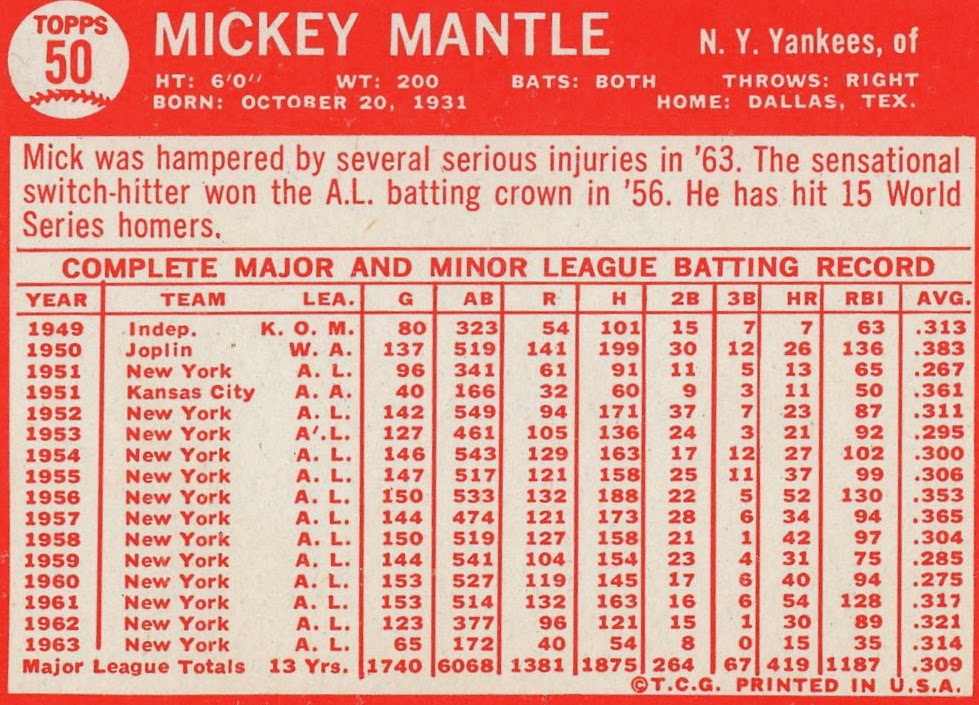 TOPPS
50
MICKEY MANTLE
N. Y. Yankees, of
HT: 6'0" WT: 200 BATS: BOTH THROWS: RIGHT
BORN: OCTOBER 20, 1931 HOME: DALLAS, TEX.
Mick was hampered by several serious injuries in '63. The sensational
switch-hitter won the A.L. batting crown in '56. He has hit 15 World
Series homers.
COMPLETE MAJOR AND MINOR LEAGUE BATTING RECORD
YEAR TEAM LEA. G AB R H 2B 3B HR RBI AVG.
1949 Indep. K. O. M. 80 323 54 101 15 7 7 63 .313
1950 Joplin W. A. 137 519 141 199 30 12 26 136 .383
1951 New York A. L. 96 341 61 91 11 5 13 65 .267
1951 Kansas City A. A. 40 166 32 60 9 3 11 50 .361
1952 New York A. L. 142 549 94 171 37 7 23 87 .311
1953 New York A. L. 127 461 105 136 24 3 21 92 .295
1954 New York A. L. 146 543 129 163 17 12 27 102 .300
1955 New York A. L. 147 517 121 158 25 11 37 99 .306
1956 New York A. L. 150 533 132 188 22 5 52 130 .353
1957 New York A. L. 144 474 121 173 28 6 34 94 .365
1958 New York A. L. 150 519 127 158 21 1 42 97 .304
1959 New York A. L. 144 541 104 154 23 4 31 75 .285
1960 New York A. L. 153 527 119 145 17 6 40 94 .275
1961 New York A. L. 153 514 132 163 16 6 54 128 .317
1962 New York A. L. 123 377 96 121 15 1 30 89 .321
1963 New York A. L. 65 172 40 54 8 0 15 35 .314
Major League Totals 13 Yrs. 1740 6068 1381 1875 264 67 419 1187 .309
©T.C.G. PRINTED IN U.S.A.